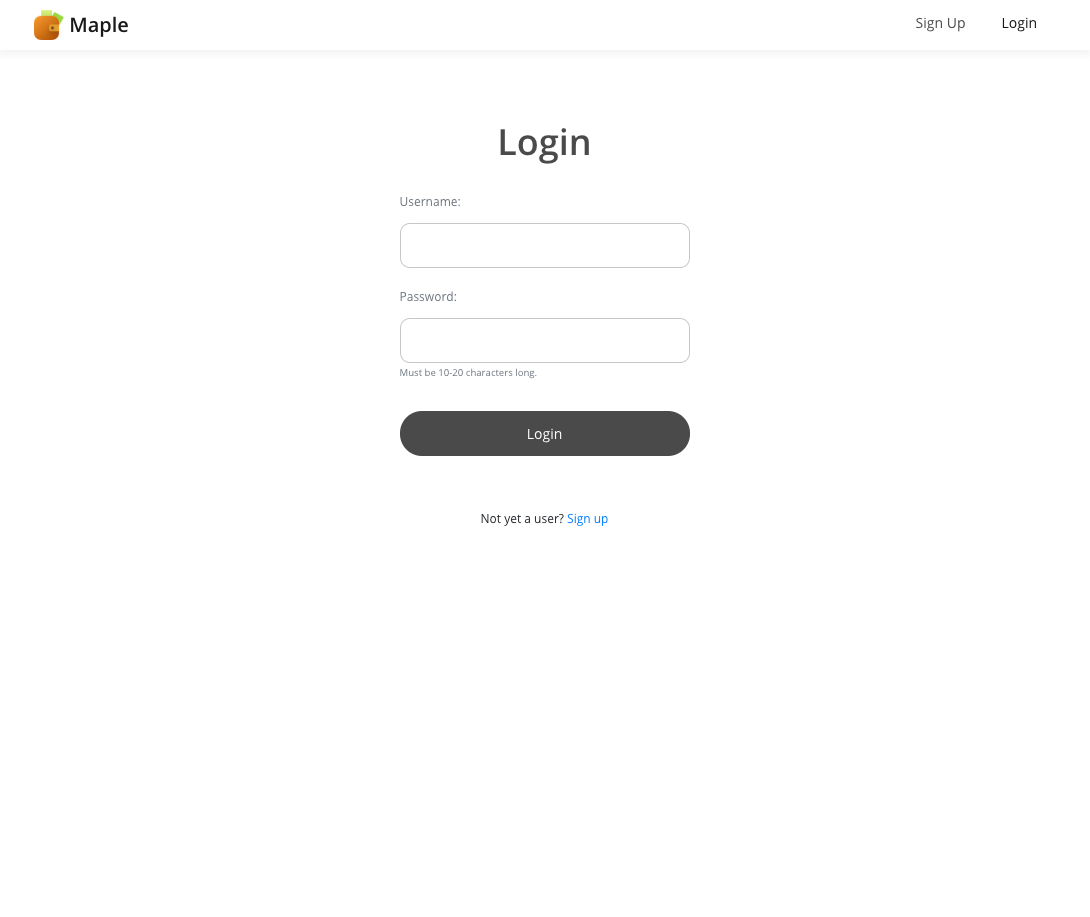 Maple
Sign Up
Login
Login
Username:
Password:
Must be 10-20 characters long.
Login
Not yet a user? Sign up